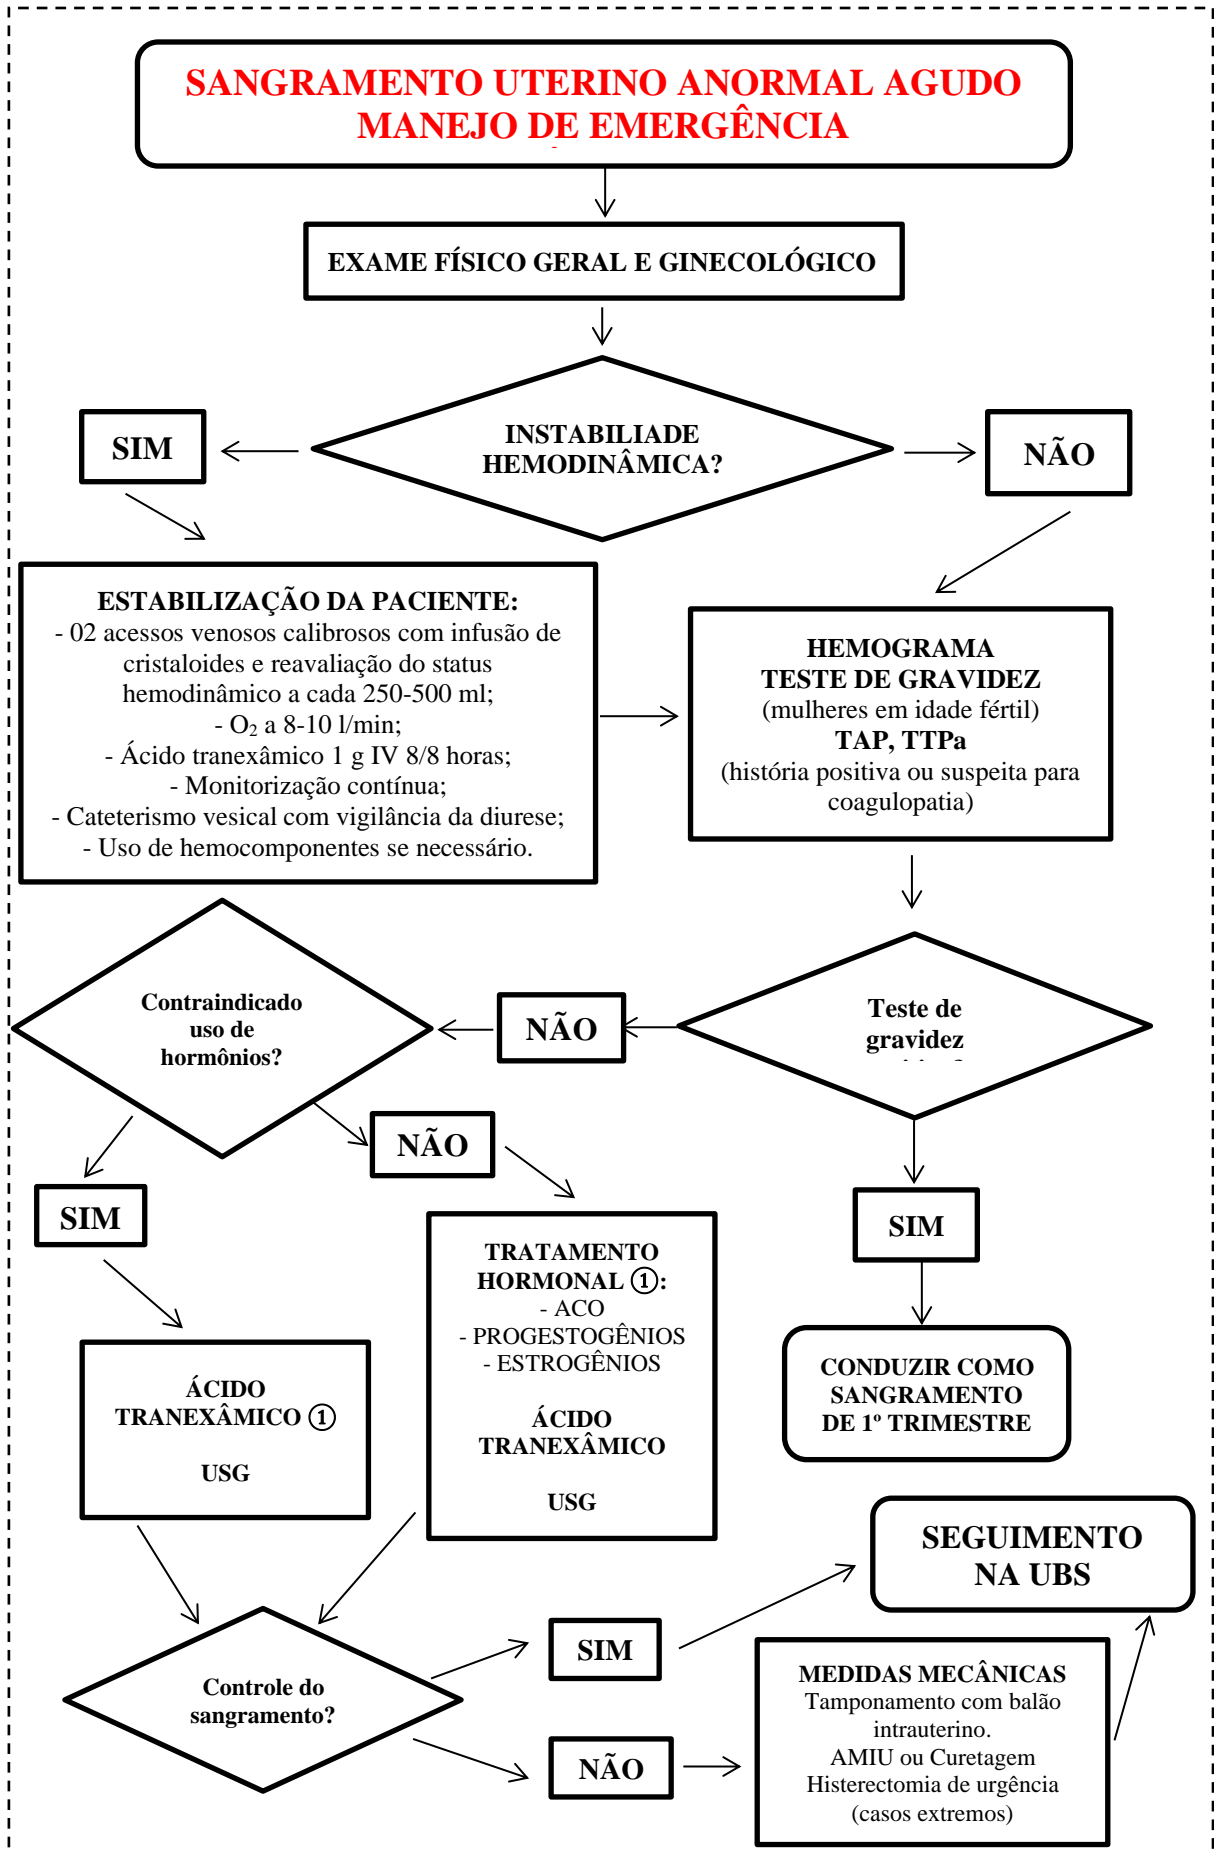 SANGRAMENTO UTERINO ANORMAL AGUDO
MANEJO DE EMERGÊNCIA
EXAME FÍSICO GERAL E GINECOLÓGICO
INSTABILIADE
HEMODINÂMICA?
SIM
NÃO
ESTABILIZAÇÃO DA PACIENTE:
- 02 acessos venosos calibrosos com infusão de
cristaloides e reavaliação do status
hemodinâmico a cada 250-500 ml;
- O₂ a 8-10 l/min;
- Ácido tranexâmico 1 g IV 8/8 horas;
- Monitorização contínua;
- Cateterismo vesical com vigilância da diurese;
- Uso de hemocomponentes se necessário.
HEMOGRAMA
TESTE DE GRAVIDEZ
(mulheres em idade fértil)
TAP, TTPa
(história positiva ou suspeita para
coagulopatia)
Contraindicado
uso de
hormônios?
NÃO
Teste de
gravidez
NÃO
SIM
SIM
TRATAMENTO
HORMONAL ①:
- ACO
- PROGESTOGÊNIOS
- ESTROGÊNIOS
ÁCIDO
TRANEXÂMICO
USG
ÁCIDO
TRANEXÂMICO ①
USG
CONDUZIR COMO
SANGRAMENTO
DE 1º TRIMESTRE
SEGUIMENTO
NA UBS
Controle do
sangramento?
SIM
NÃO
MEDIDAS MECÂNICAS
Tamponamento com balão
intrauterino.
AMIU ou Curetagem
Histerectomia de urgência
(casos extremos)